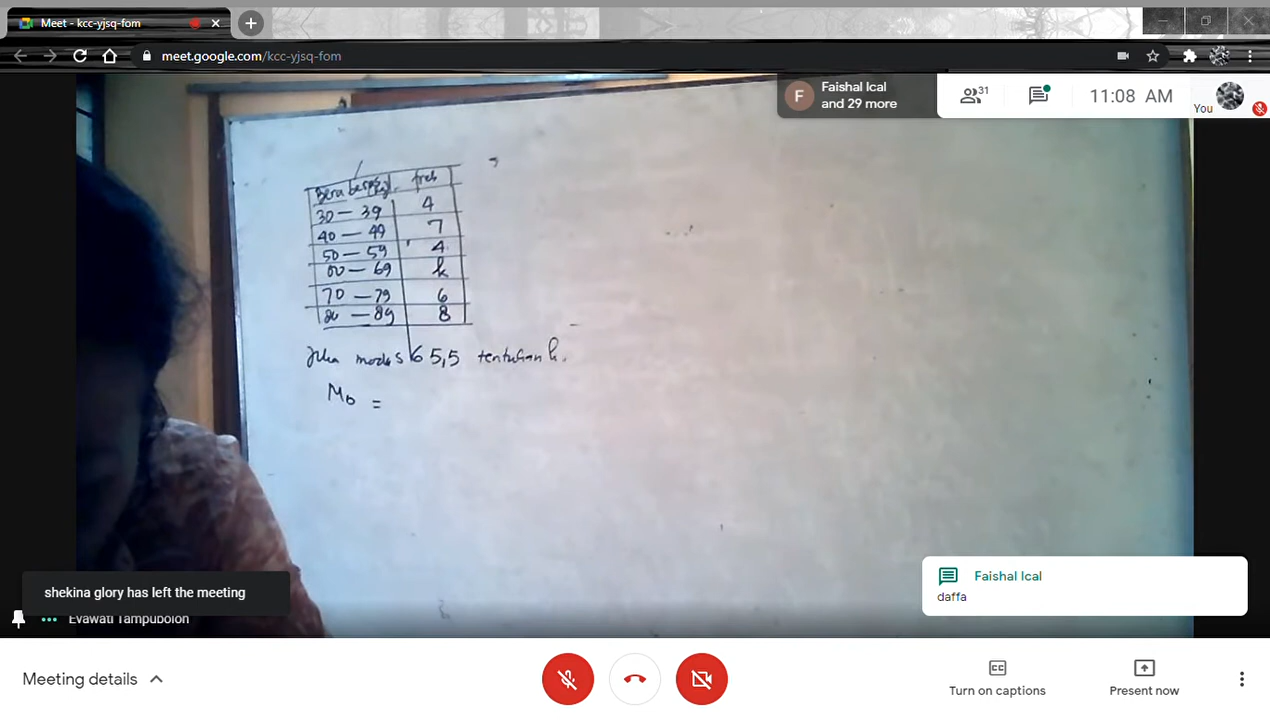 Meet - kcc-yjsq-fom
meet.google.com/kcc-yjsq-fom
F Faishal Ical
and 29 more
31
11:08 AM
You
frek
30 — 39 4
40 — 49 7
50 — 59 4
60 — 69 k
70 — 79 6
80 — 89 8
Jika modus 65,5 tentukan k.
Mo =
Faishal Ical
daffa
shekina glory has left the meeting
Evawati Tampubolon
Meeting details
CC
Turn on captions
Present now